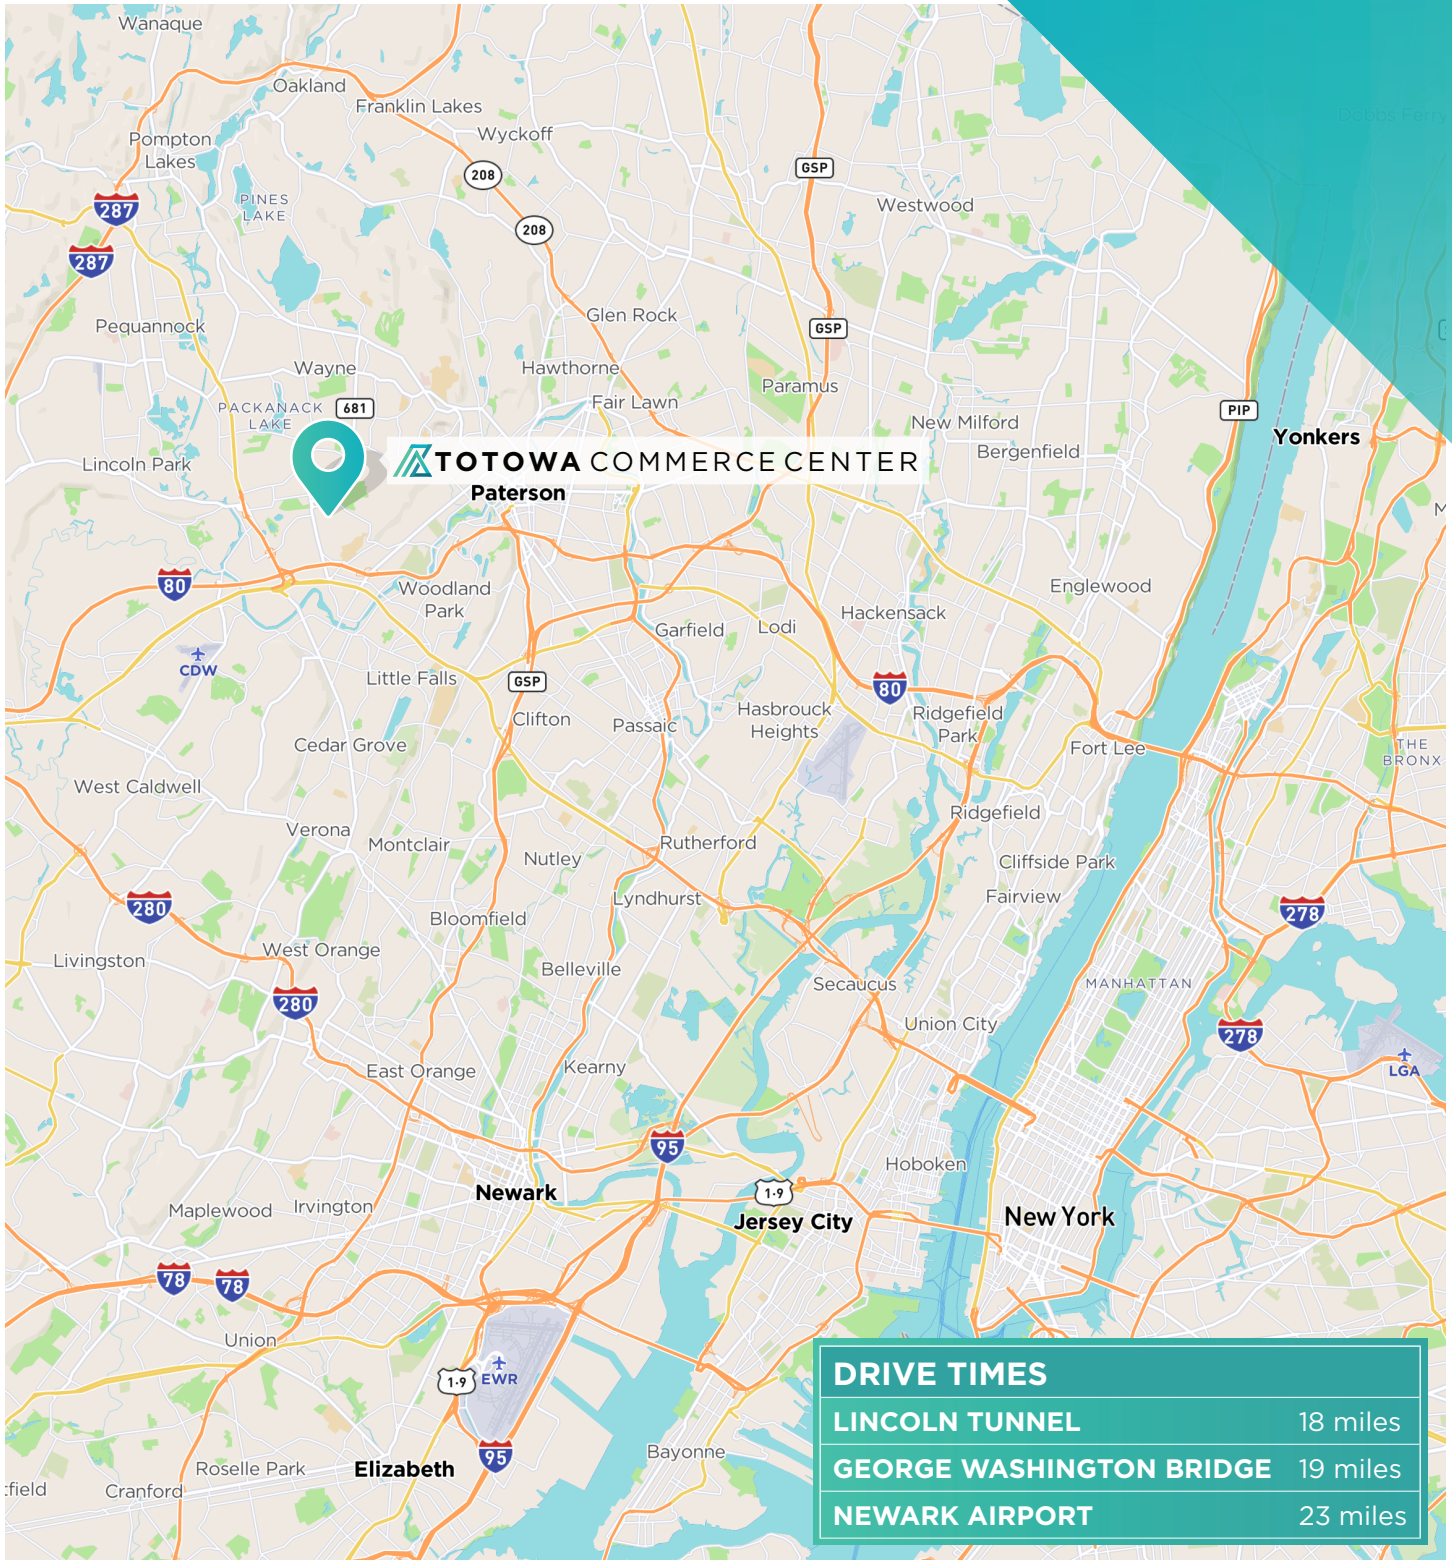 Wanaque
Oakland
Franklin Lakes
Dobbs Ferry
Wyckoff
Pompton
Lakes
GSP
208
PINES
LAKE
287
Westwood
208
287
Glen Rock
Pequannock
GSP
Wayne
Hawthorne
Paramus
PACKANACK
LAKE
681
Fair Lawn
PIP
New Milford
Yonkers
Bergenfield
Lincoln Park
TOTOWA COMMERCE CENTER
Paterson
80
Woodland
Park
Englewood
Hackensack
Garfield
Lodi
CDW
Little Falls
GSP
80
Clifton
Passaic
Hasbrouck
Heights
Ridgefield
Park
Cedar Grove
Fort Lee
THE
BRONX
West Caldwell
Ridgefield
Verona
Montclair
Rutherford
Nutley
Cliffside Park
Lyndhurst
Fairview
280
278
Bloomfield
West Orange
Livingston
Belleville
Secaucus
MANHATTAN
280
Union City
278
East Orange
Kearny
LGA
95
Hoboken
Newark
1·9
Maplewood
Irvington
Jersey City
New York
78
78
Union
1·9
EWR
Bayonne
95
Roselle Park
Elizabeth
Cranford
field
DRIVE TIMES
LINCOLN TUNNEL 18 miles
GEORGE WASHINGTON BRIDGE 19 miles
NEWARK AIRPORT 23 miles